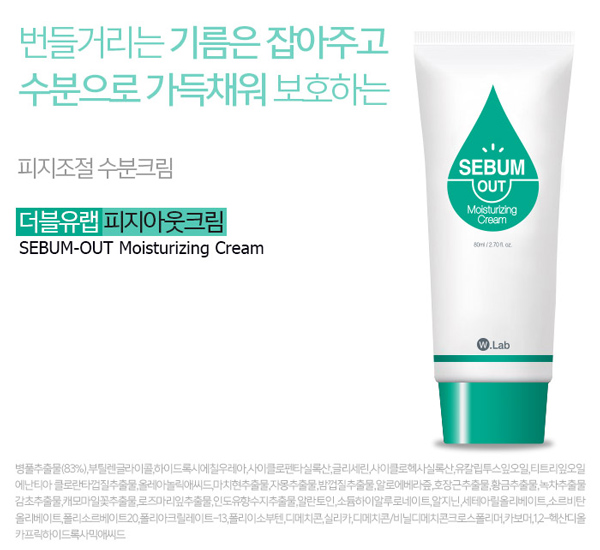 번들거리는 기름은 잡아주고
수분으로 가득채워 보호하는
피지조절 수분크림
더블유랩 피지아웃크림
SEBUM-OUT Moisturizing Cream
SEBUM
OUT
Moisturizing
Cream
80ml / 2.70 fl. oz.
W.Lab
병풀추출물(83%),부틸렌글라이콜,하이드록시에칠우레아,사이클로펜타실록산,글리세린,사이클로헥사실록산,유칼립투스잎오일,티트리잎오일
에난티아 클로란타껍질추출물,올레아놀릭애씨드,마치현추출물,자몽추출물,밤껍질추출물,알로에베라즙,호장근추출물,황금추출물,녹차추출물
감초추출물,캐모마일꽃추출물,로즈마리잎추출물,인도유향수지추출물,알란토인,소듐하이알루로네이트,알지닌,세테아릴올리베이트,소르비탄
올리베이트,폴리소르베이트20,폴리아크릴레이트-13,폴리이소부텐,디메치콘,실리카,디메치콘/비닐디메치콘크로스폴리머,카보머,1,2-헥산디올
카프릭하이드록사믹애씨드